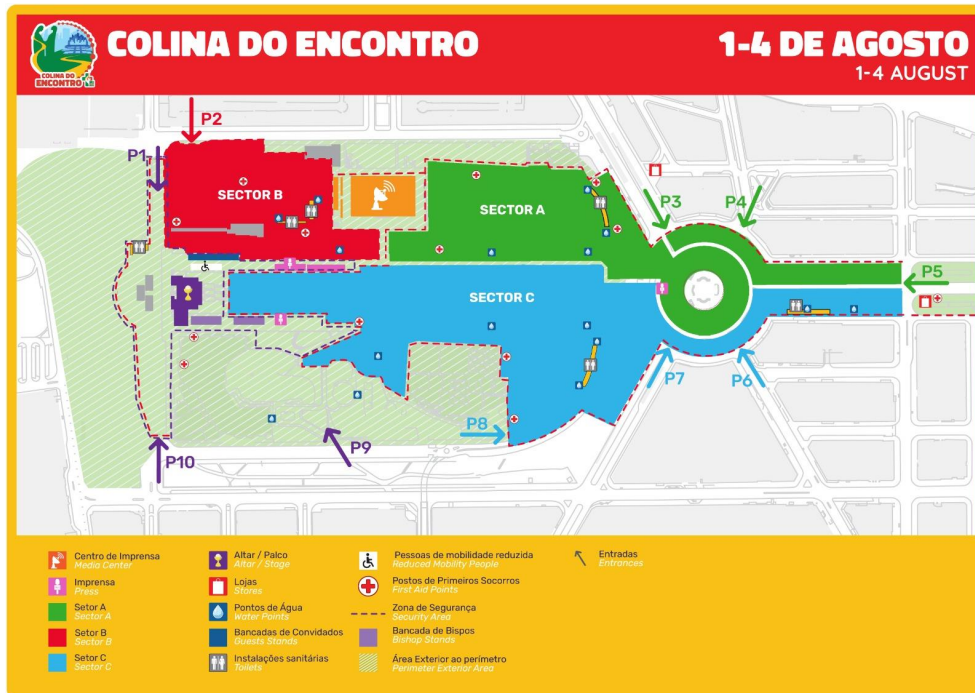 COLINA DO
ENCONTRO
COLINA DO ENCONTRO
1-4 DE AGOSTO
1-4 AUGUST
P2
P1
SECTOR B
SECTOR A
P3
P4
P5
SECTOR C
P7
P6
P8
P9
P10
Centro de Imprensa
Media Center
Imprensa
Press
Setor A
Sector A
Setor B
Sector B
Setor C
Sector C
Altar / Palco
Altar / Stage
Lojas
Stores
Pontos de Água
Water Points
Bancadas de Convidados
Guests Stands
Instalações sanitárias
Toilets
Pessoas de mobilidade reduzida
Reduced Mobility People
Postos de Primeiros Socorros
First Aid Points
Zona de Segurança
Security Area
Bancada de Bispos
Bishop Stands
Área Exterior ao perímetro
Perimeter Exterior Area
Entradas
Entrances